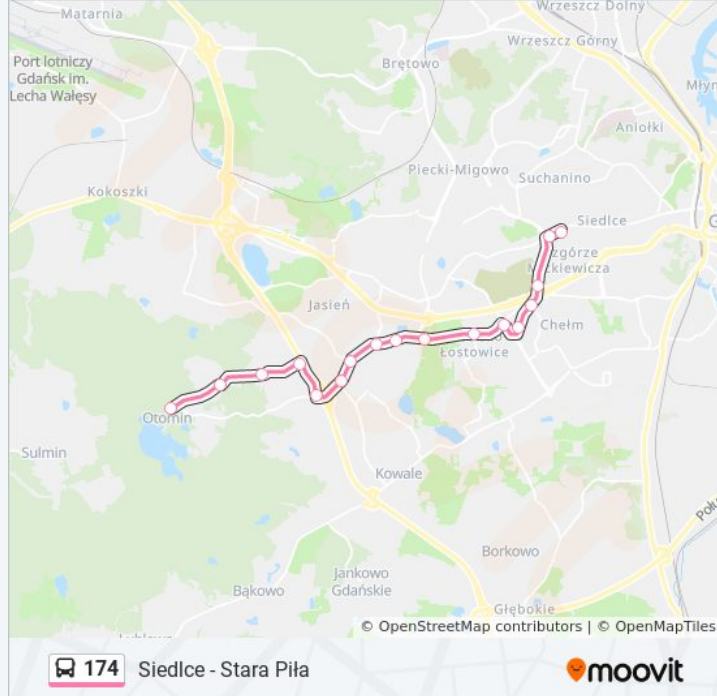 Wrzeszcz Dolny
Matarnia
Wrzeszcz Górny
Port lotniczy
Gdańsk im.
Lecha Wałęsy
Brętowo
Młyn
Aniołki
Piecki-Migowo
Suchanino
Kokoszki
Siedlce
G
zgórze
Mickiewicza
Jasień
Chełm
Łostowice
Otomin
Sulmin
Kowale
Połu
Borkowo
Jankowo
Gdańskie
Bąkowo
Głębokie
© OpenStreetMap contributors | © OpenMapTiles
174 Siedlce - Stara Piła
moovit